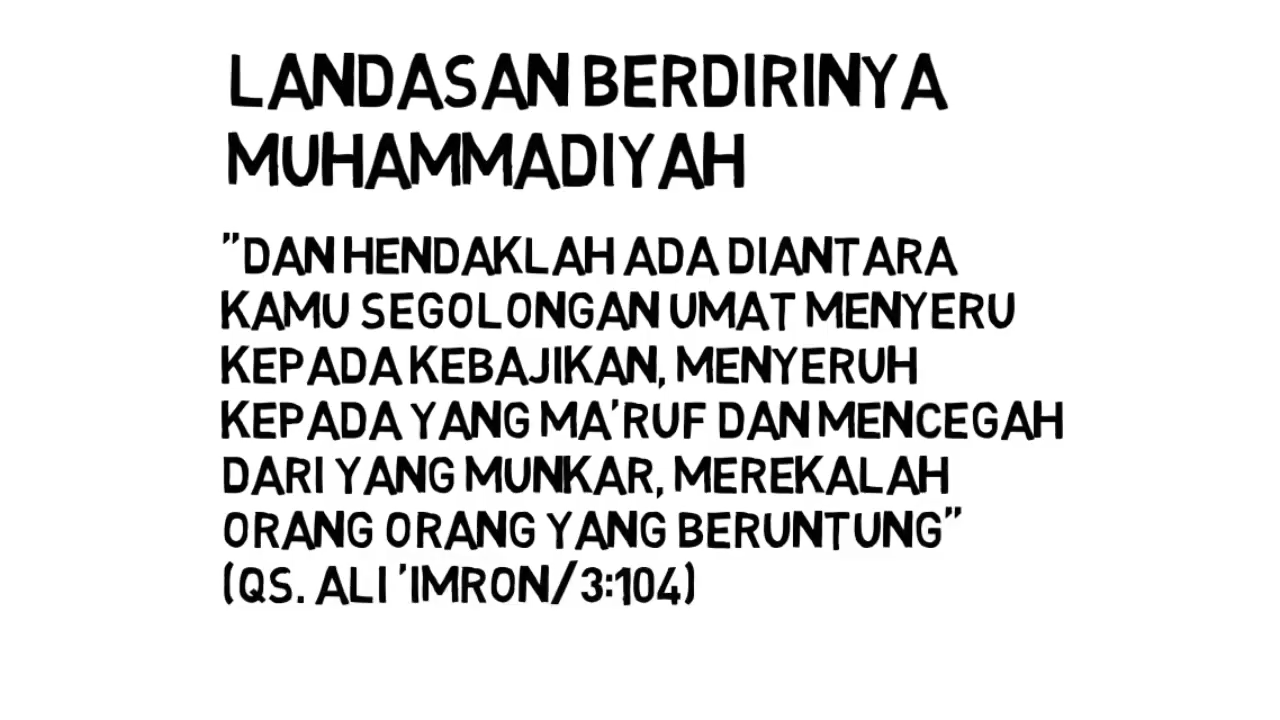 LANDASAN BERDIRINYA
MUHAMMADIYAH
"DAN HENDAKLAH ADA DIANTARA
KAMU SEGOLONGAN UMAT MENYERU
KEPADA KEBAJIKAN, MENYERUH
KEPADA YANG MA'RUF DAN MENCEGAH
DARI YANG MUNKAR, MEREKALAH
ORANG ORANG YANG BERUNTUNG"
(QS. ALI 'IMRON/3:104)